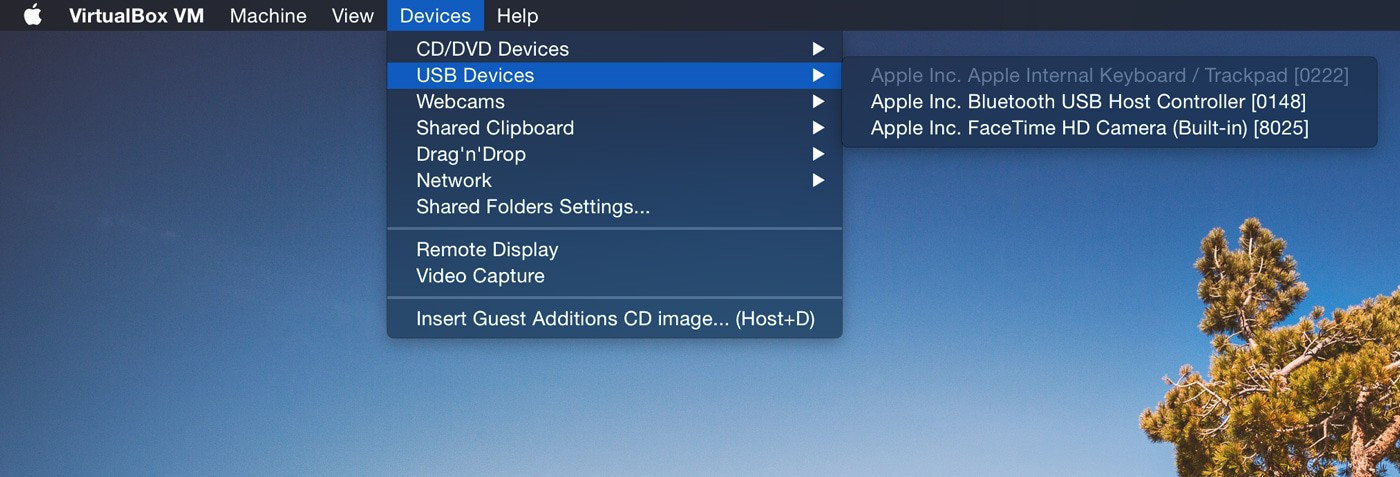 VirtualBox VM Machine View Devices Help
CD/DVD Devices
USB Devices
Webcams
Shared Clipboard
Drag'n'Drop
Network
Shared Folders Settings...
Remote Display
Video Capture
Insert Guest Additions CD image... (Host+D)
Apple Inc. Apple Internal Keyboard / Trackpad [0222]
Apple Inc. Bluetooth USB Host Controller [0148]
Apple Inc. FaceTime HD Camera (Built-in) [8025]